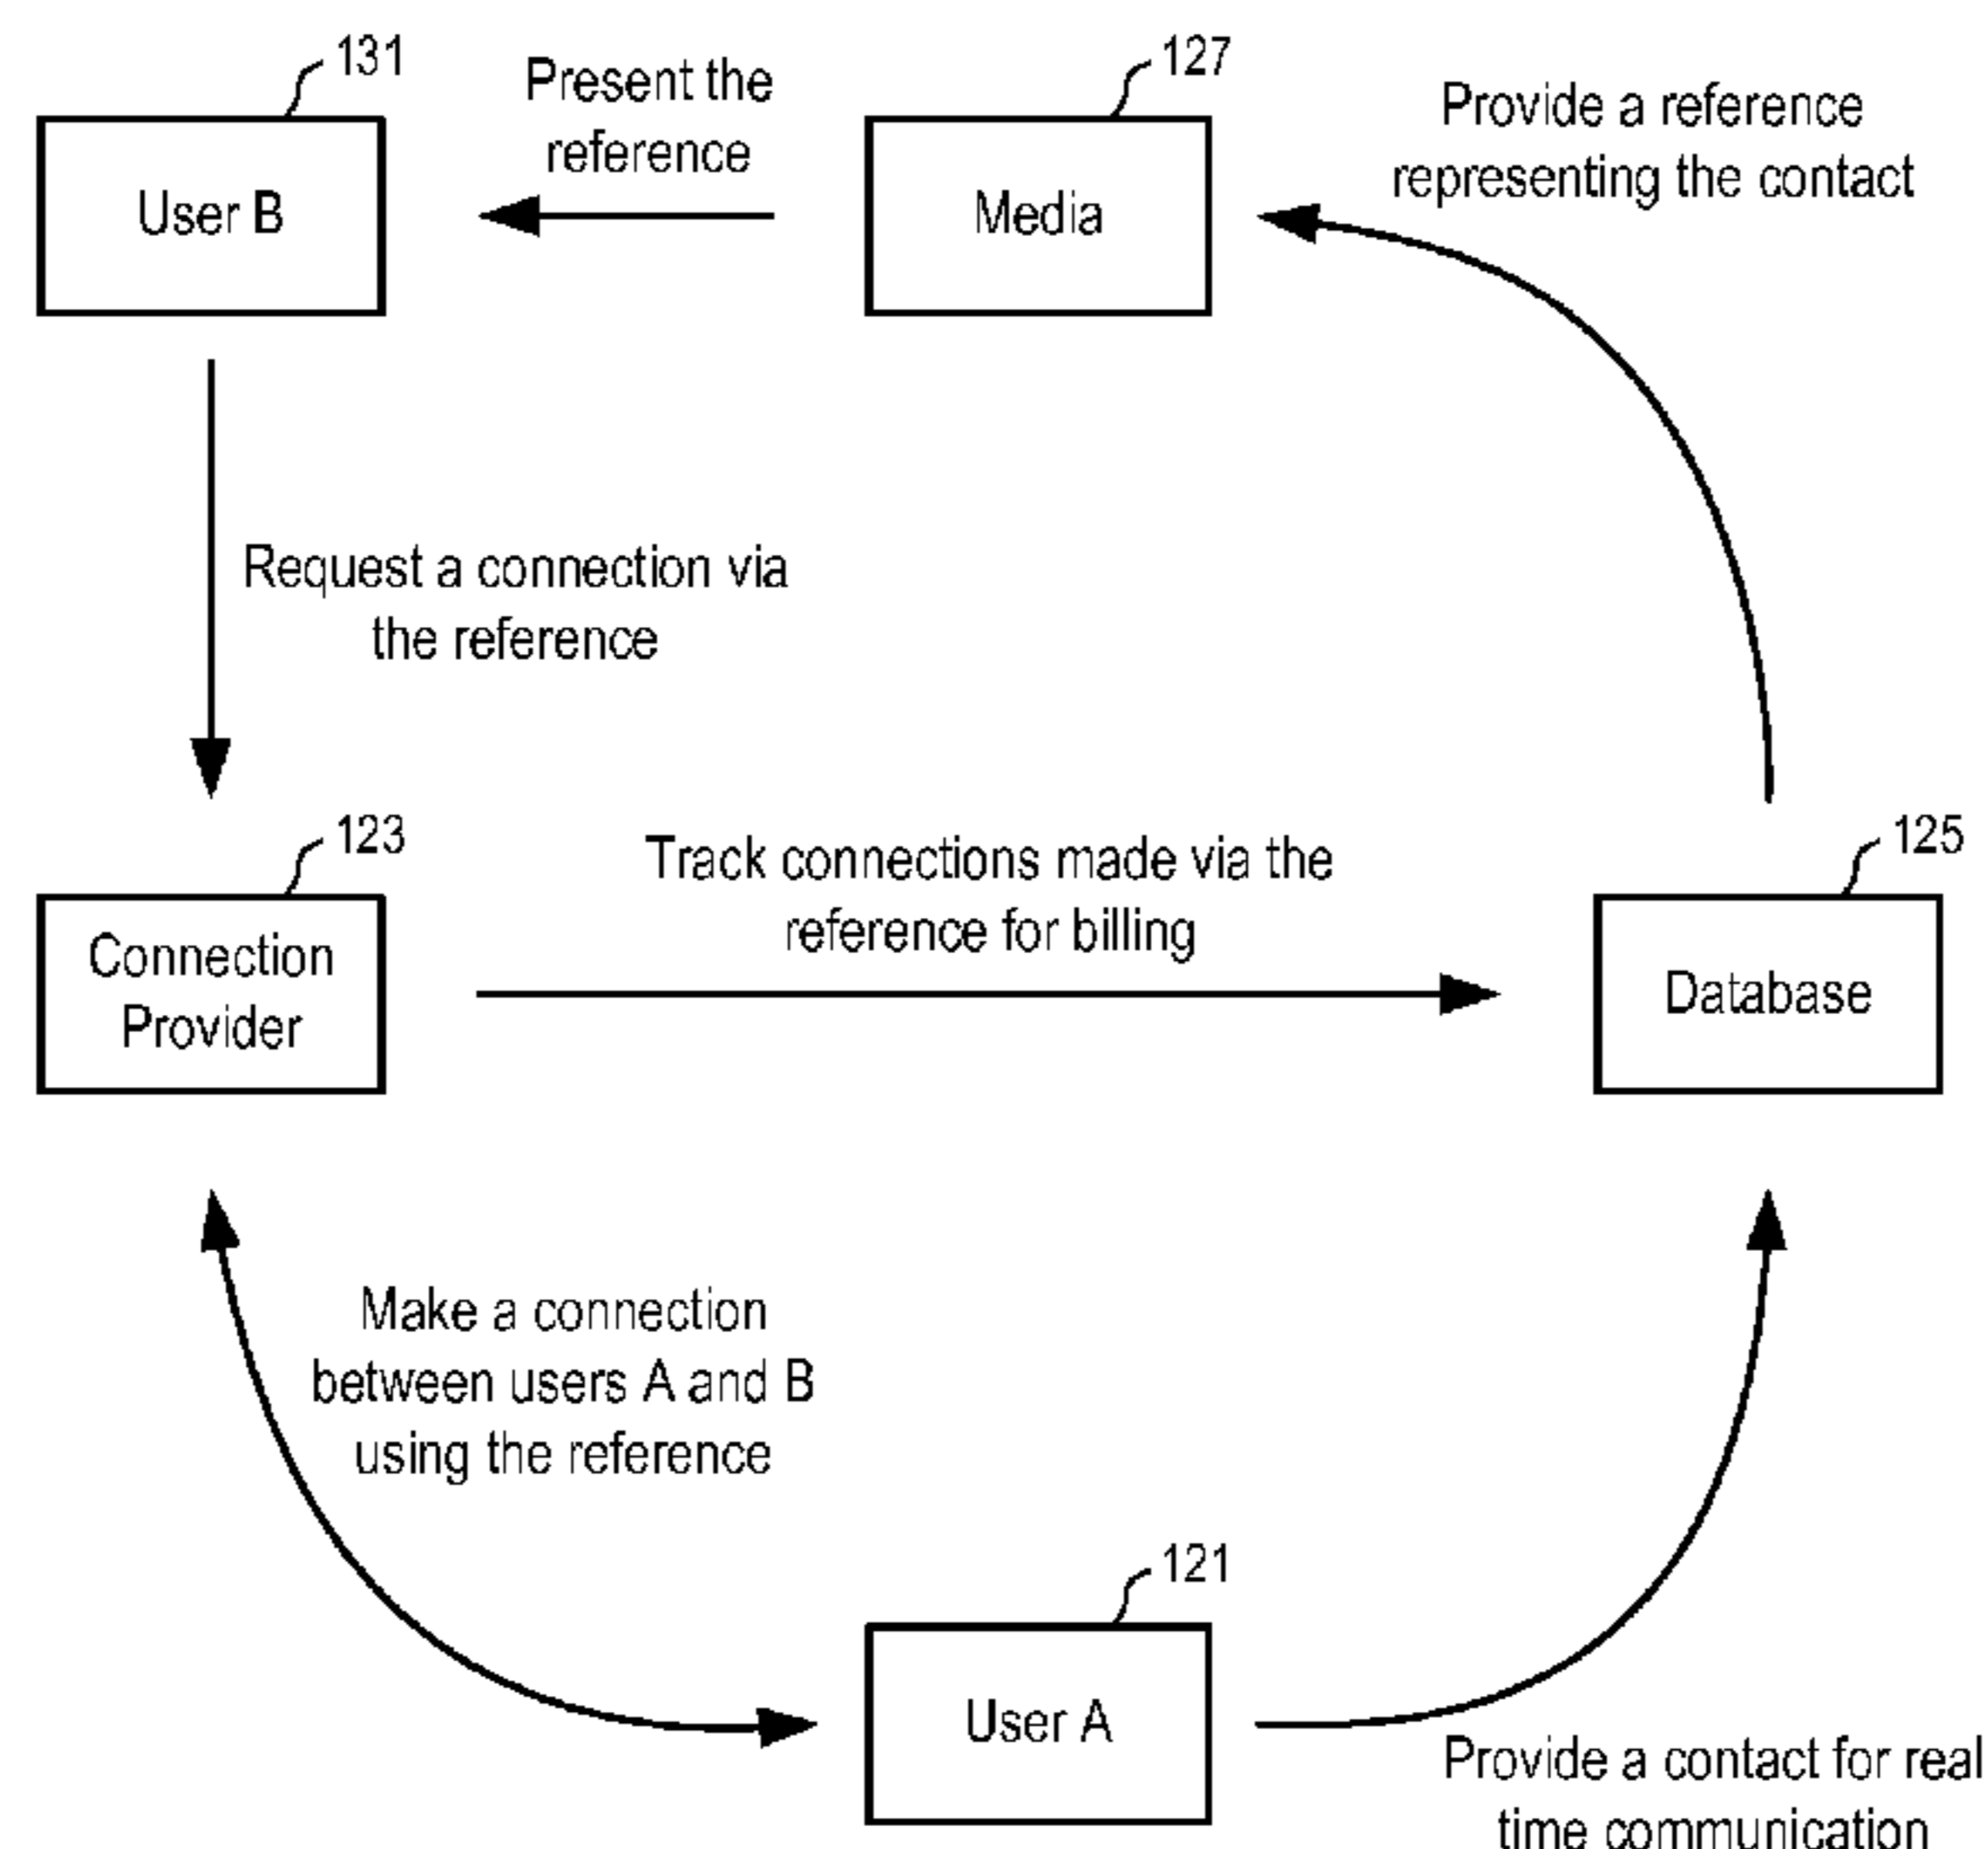 131
Present the
reference
127
Provide a reference
representing the contact
User B
Media
Request a connection via
the reference
123
Track connections made via the
reference for billing
125
Connection
Provider
Database
Make a connection
between users A and B
using the reference
121
User A
Provide a contact for real
time communication